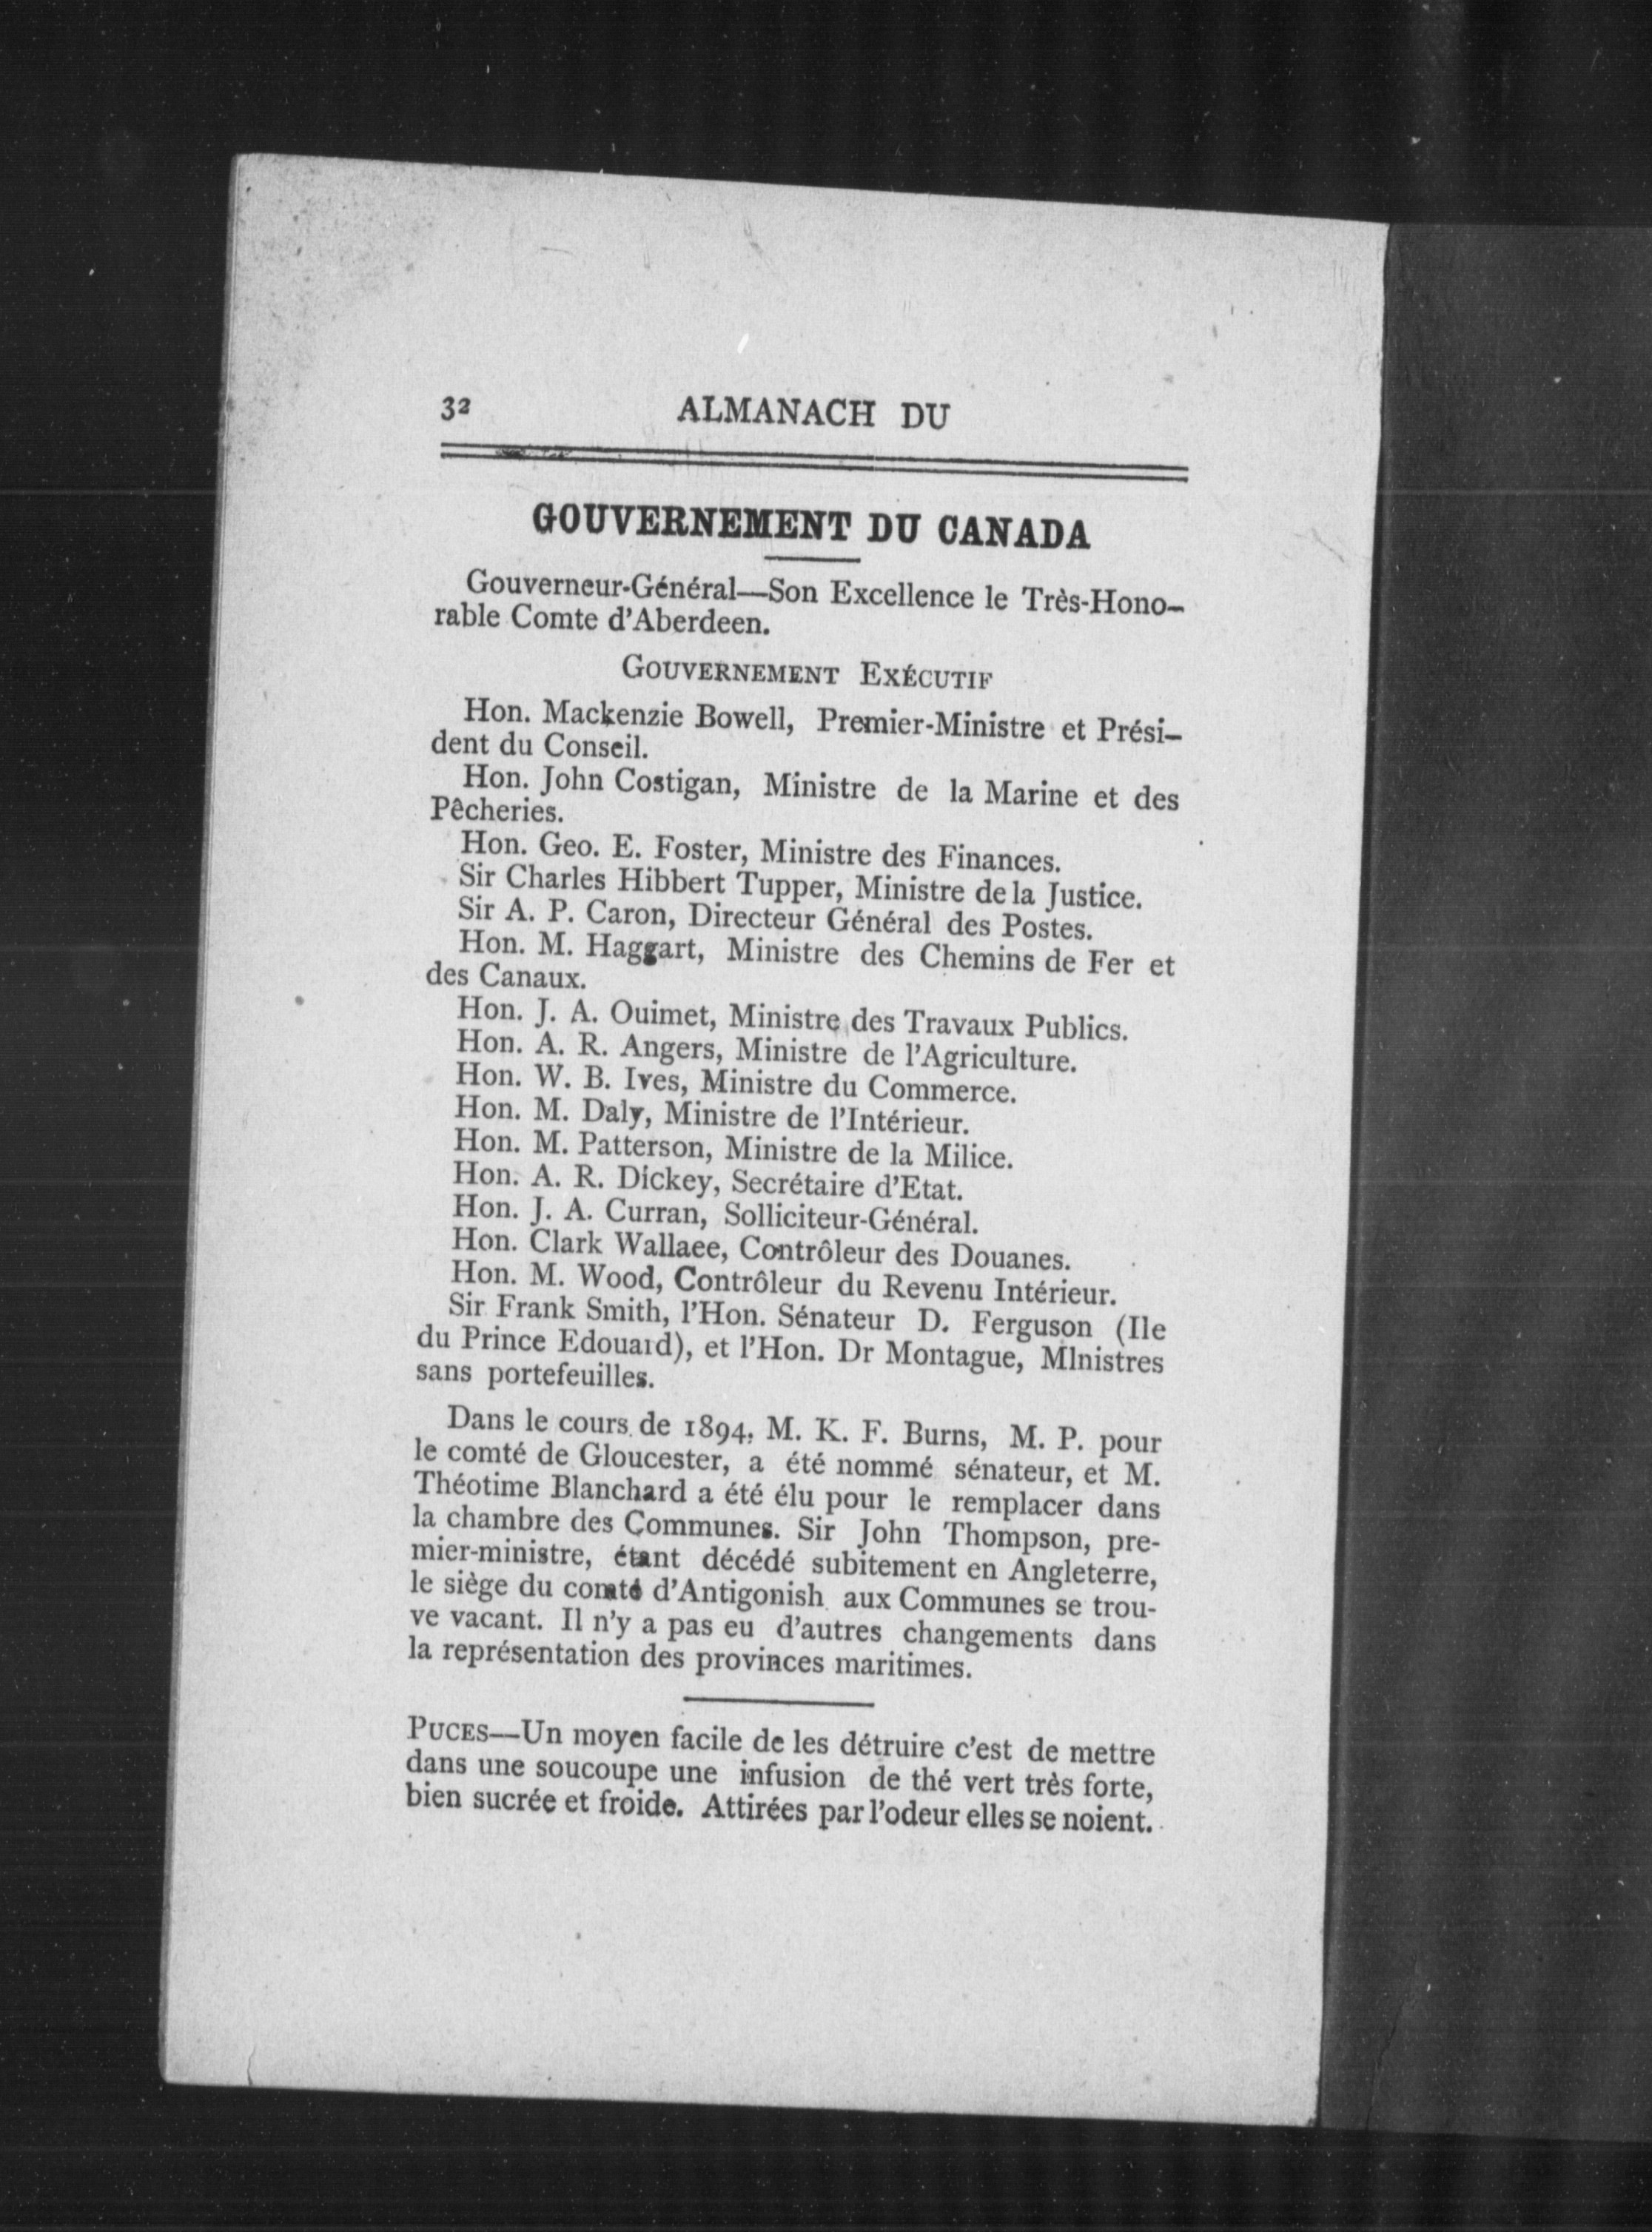 32 ALMANACH DU
GOUVERNEMENT DU CANADA
Gouverneur-Général—Son Excellence le Très-Hono-
rable Comte d'Aberdeen.
GOUVERNEMENT EXÉCUTIF
Hon. Mackenzie Bowell, Premier-Ministre et Prési-
dent du Conseil.
Hon. John Costigan, Ministre de la Marine et des
Pêcheries.
Hon. Geo. E. Foster, Ministre des Finances.
Sir Charles Hibbert Tupper, Ministre de la Justice.
Sir A. P. Caron, Directeur Général des Postes.
Hon. M. Haggart, Ministre des Chemins de Fer et
des Canaux.
Hon. J. A. Ouimet, Ministre des Travaux Publics.
Hon. A. R. Angers, Ministre de l'Agriculture.
Hon. W. B. Ives, Ministre du Commerce.
Hon. M. Daly, Ministre de l'Intérieur.
Hon. M. Patterson, Ministre de la Milice.
Hon. A. R. Dickey, Secrétaire d'Etat.
Hon. J. A. Curran, Solliciteur-Général.
Hon. Clark Wallaee, Contrôleur des Douanes.
Hon. M. Wood, Contrôleur du Revenu Intérieur.
Sir Frank Smith, l'Hon. Sénateur D. Ferguson (Ile
du Prince Edouard), et l'Hon. Dr Montague, MInistres
sans portefeuilles.
Dans le cours de 1894, M. K. F. Burns, M. P. pour
le comté de Gloucester, a été nommé sénateur, et M.
Théotime Blanchard a été élu pour le remplacer dans
la chambre des Communes. Sir John Thompson, pre-
mier-ministre, étant décédé subitement en Angleterre,
le siège du comté d'Antigonish aux Communes se trou-
ve vacant. Il n'y a pas eu d'autres changements dans
la représentation des provinces maritimes.
PUCES—Un moyen facile de les détruire c'est de mettre
dans une soucoupe une infusion de thé vert très forte,
bien sucrée et froide. Attirées par l'odeur elles se noient.